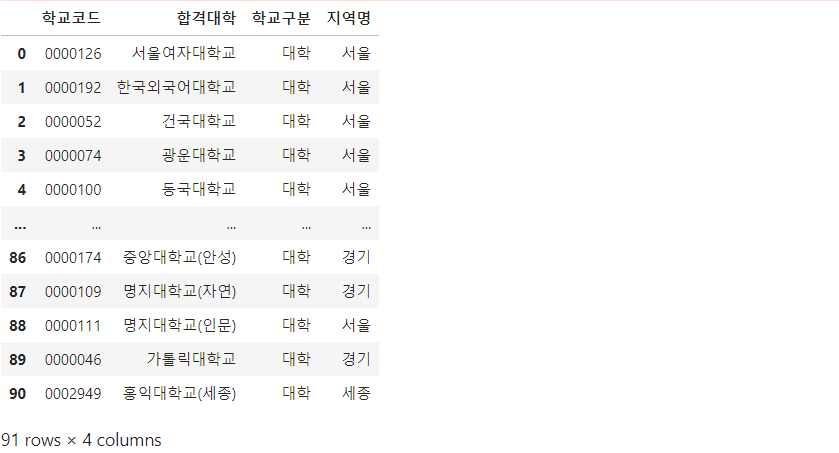 학교코드 합격대학 학교구분 지역명
0 0000126 서울여자대학교 대학 서울
1 0000192 한국외국어대학교 대학 서울
2 0000052 건국대학교 대학 서울
3 0000074 광운대학교 대학 서울
4 0000100 동국대학교 대학 서울
... ... ... ... ...
86 0000174 중앙대학교(안성) 대학 경기
87 0000109 명지대학교(자연) 대학 경기
88 0000111 명지대학교(인문) 대학 서울
89 0000046 가톨릭대학교 대학 경기
90 0002949 홍익대학교(세종) 대학 세종
91 rows × 4 columns